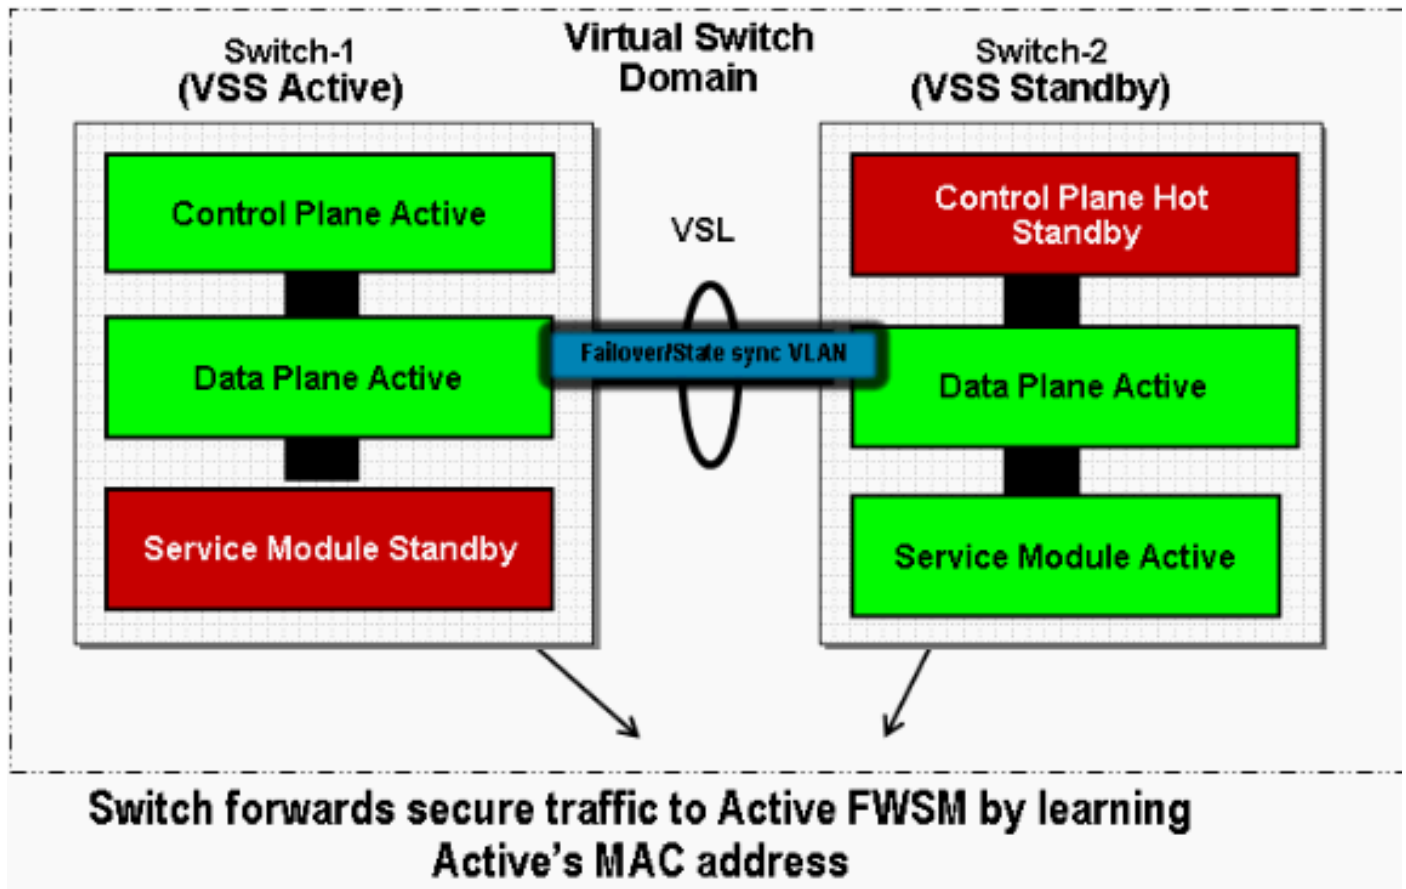 Switch-1
(VSS Active)
Virtual Switch
Domain
Switch-2
(VSS Standby)
Control Plane Active
Data Plane Active
Service Module Standby
VSL
Failover/State sync VLAN
Control Plane Hot
Standby
Data Plane Active
Service Module Active
Switch forwards secure traffic to Active FWSM by learning
Active's MAC address